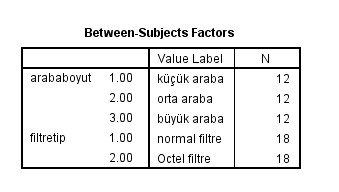 Between-Subjects Factors
Value Label N
arababoyut 1.00 küçük araba 12
2.00 orta araba 12
3.00 büyük araba 12
filtretip 1.00 normal filtre 18
2.00 Octel filtre 18